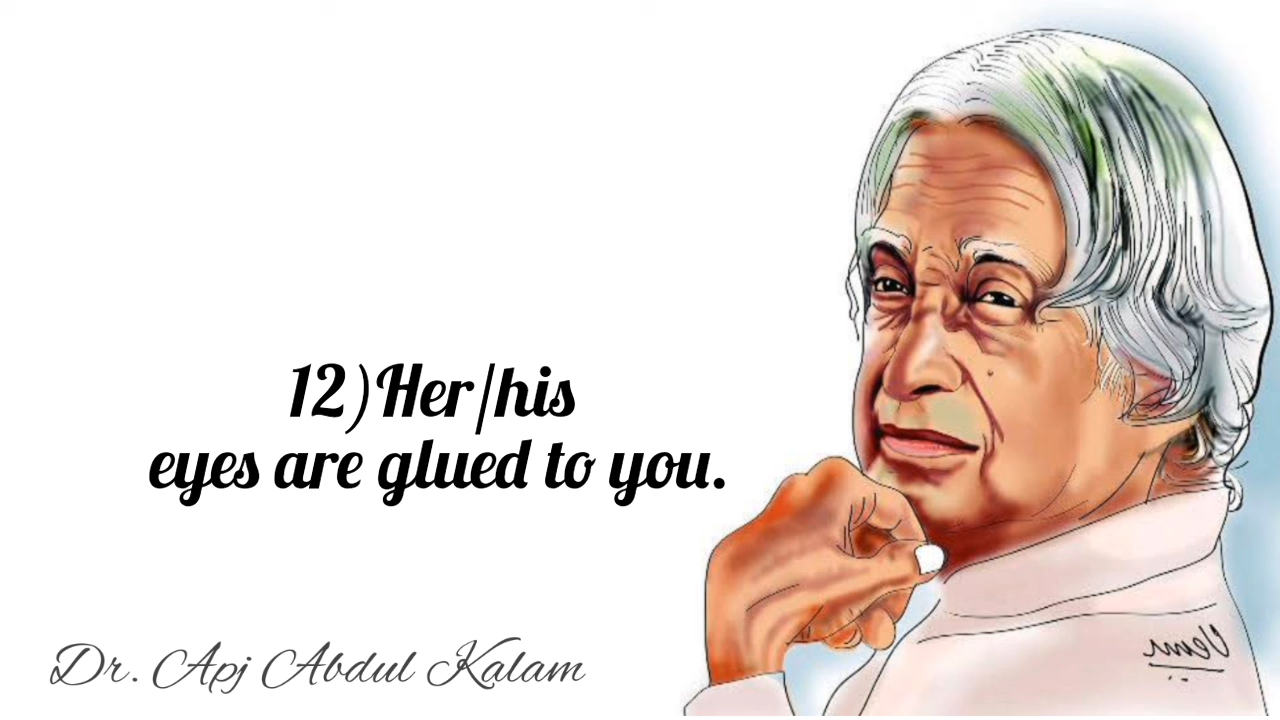 12)Her/his
eyes are glued to you.
Dr. Apj Abdul Kalam